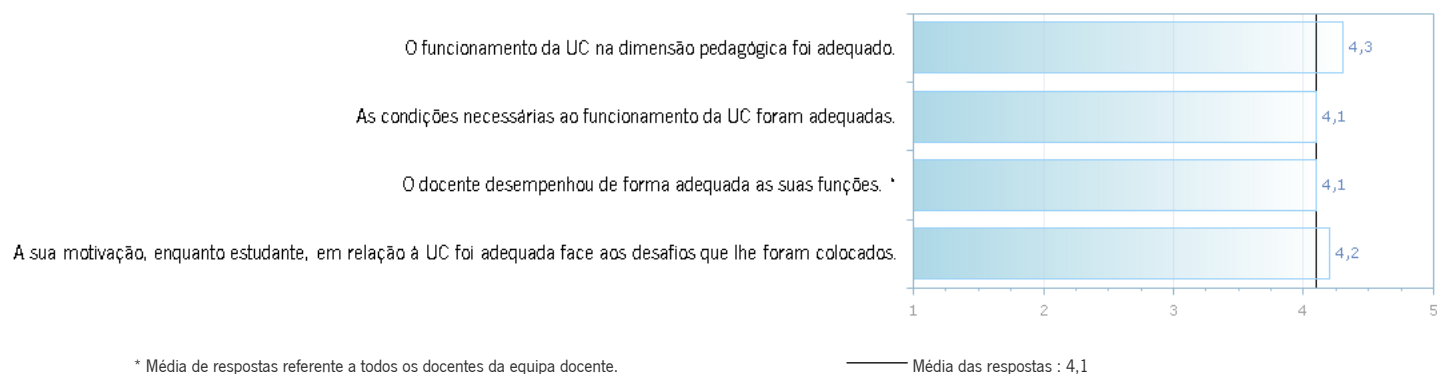 O funcionamento da UC na dimensão pedagógica foi adequado.
4,3
As condições necessárias ao funcionamento da UC foram adequadas.
4,1
O docente desempenhou de forma adequada as suas funções. *
4,1
A sua motivação, enquanto estudante, em relação à UC foi adequada face aos desafios que lhe foram colocados.
4,2
1 2 3 4 5
* Média de respostas referente a todos os docentes da equipa docente.
Média das respostas : 4,1